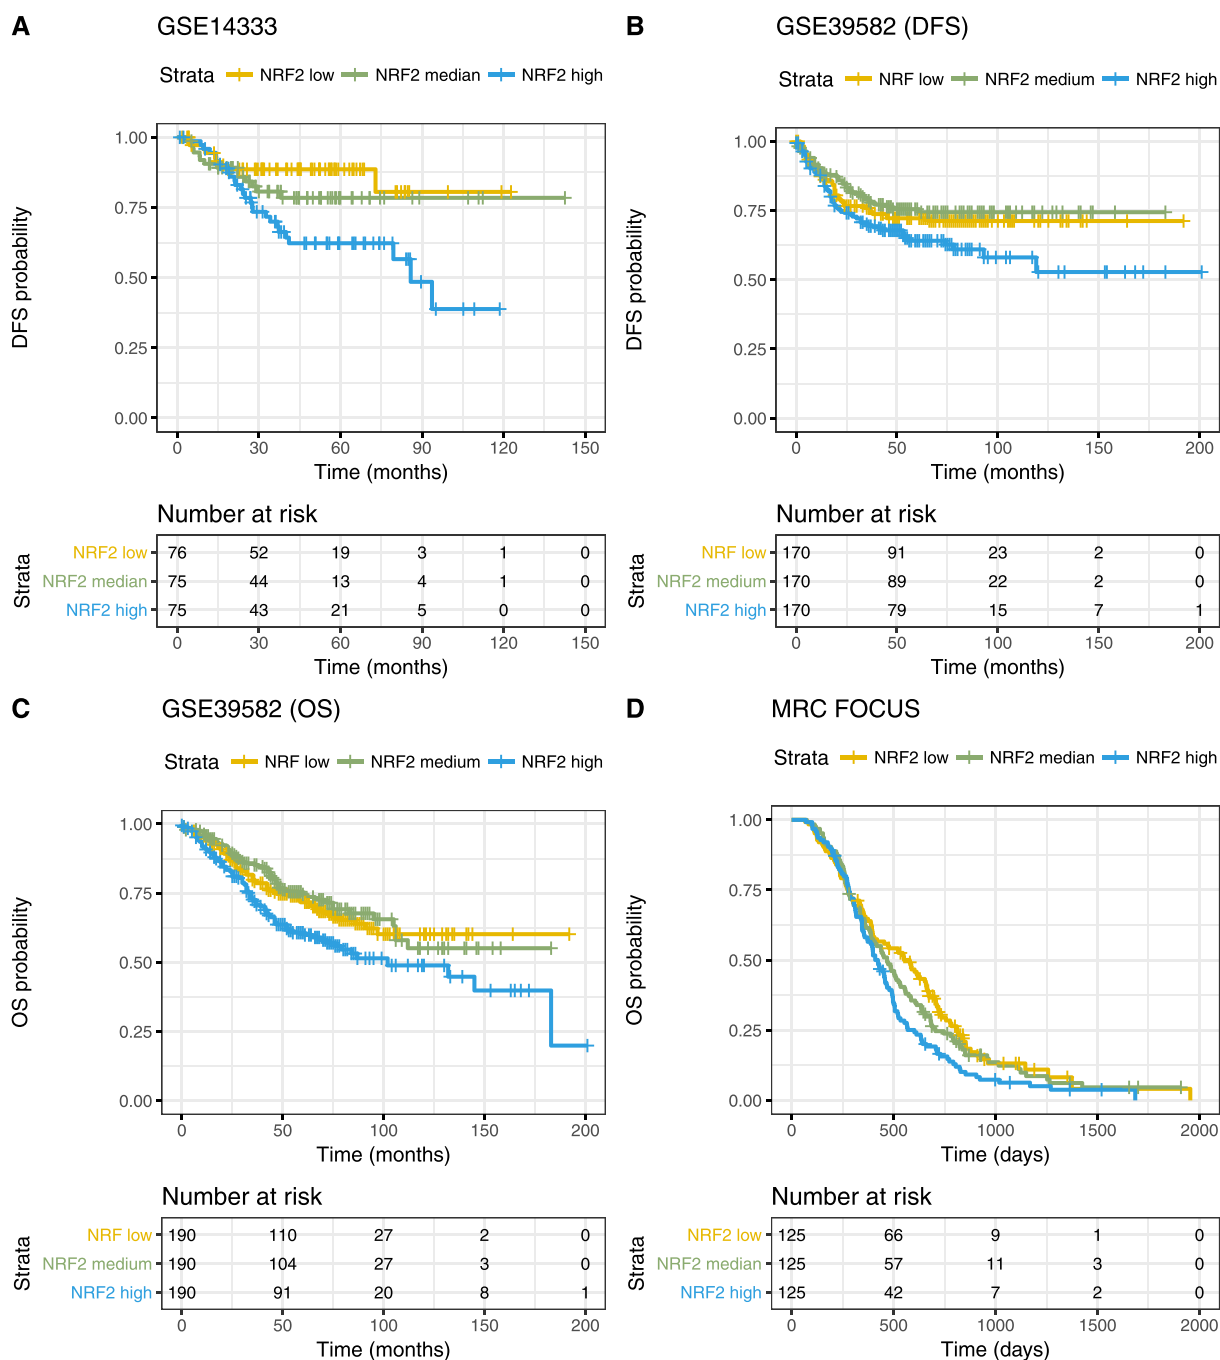 A GSE14333
Strata NRF2 low NRF2 median NRF2 high
DFS probability
1.00
0.75
0.50
0.25
0.00
0 30 60 90 120 150
Time (months)
Number at risk
Strata
NRF2 low 76 52 19 3 1 0
NRF2 median 75 44 13 4 1 0
NRF2 high 75 43 21 5 0 0
0 30 60 90 120 150
Time (months)
B GSE39582 (DFS)
Strata NRF low NRF2 medium NRF2 high
DFS probability
1.00
0.75
0.50
0.25
0.00
0 50 100 150 200
Time (months)
Number at risk
Strata
NRF low 170 91 23 2 0
NRF2 medium 170 89 22 2 0
NRF2 high 170 79 15 7 1
0 50 100 150 200
Time (months)
C GSE39582 (OS)
Strata NRF low NRF2 medium NRF2 high
OS probability
1.00
0.75
0.50
0.25
0.00
0 50 100 150 200
Time (months)
Number at risk
Strata
NRF low 190 110 27 2 0
NRF2 medium 190 104 27 3 0
NRF2 high 190 91 20 8 1
0 50 100 150 200
Time (months)
D MRC FOCUS
Strata NRF2 low NRF2 median NRF2 high
OS probability
1.00
0.75
0.50
0.25
0.00
0 500 1000 1500 2000
Time (days)
Number at risk
Strata
NRF2 low 125 66 9 1 0
NRF2 median 125 57 11 3 0
NRF2 high 125 42 7 2 0
0 500 1000 1500 2000
Time (days)